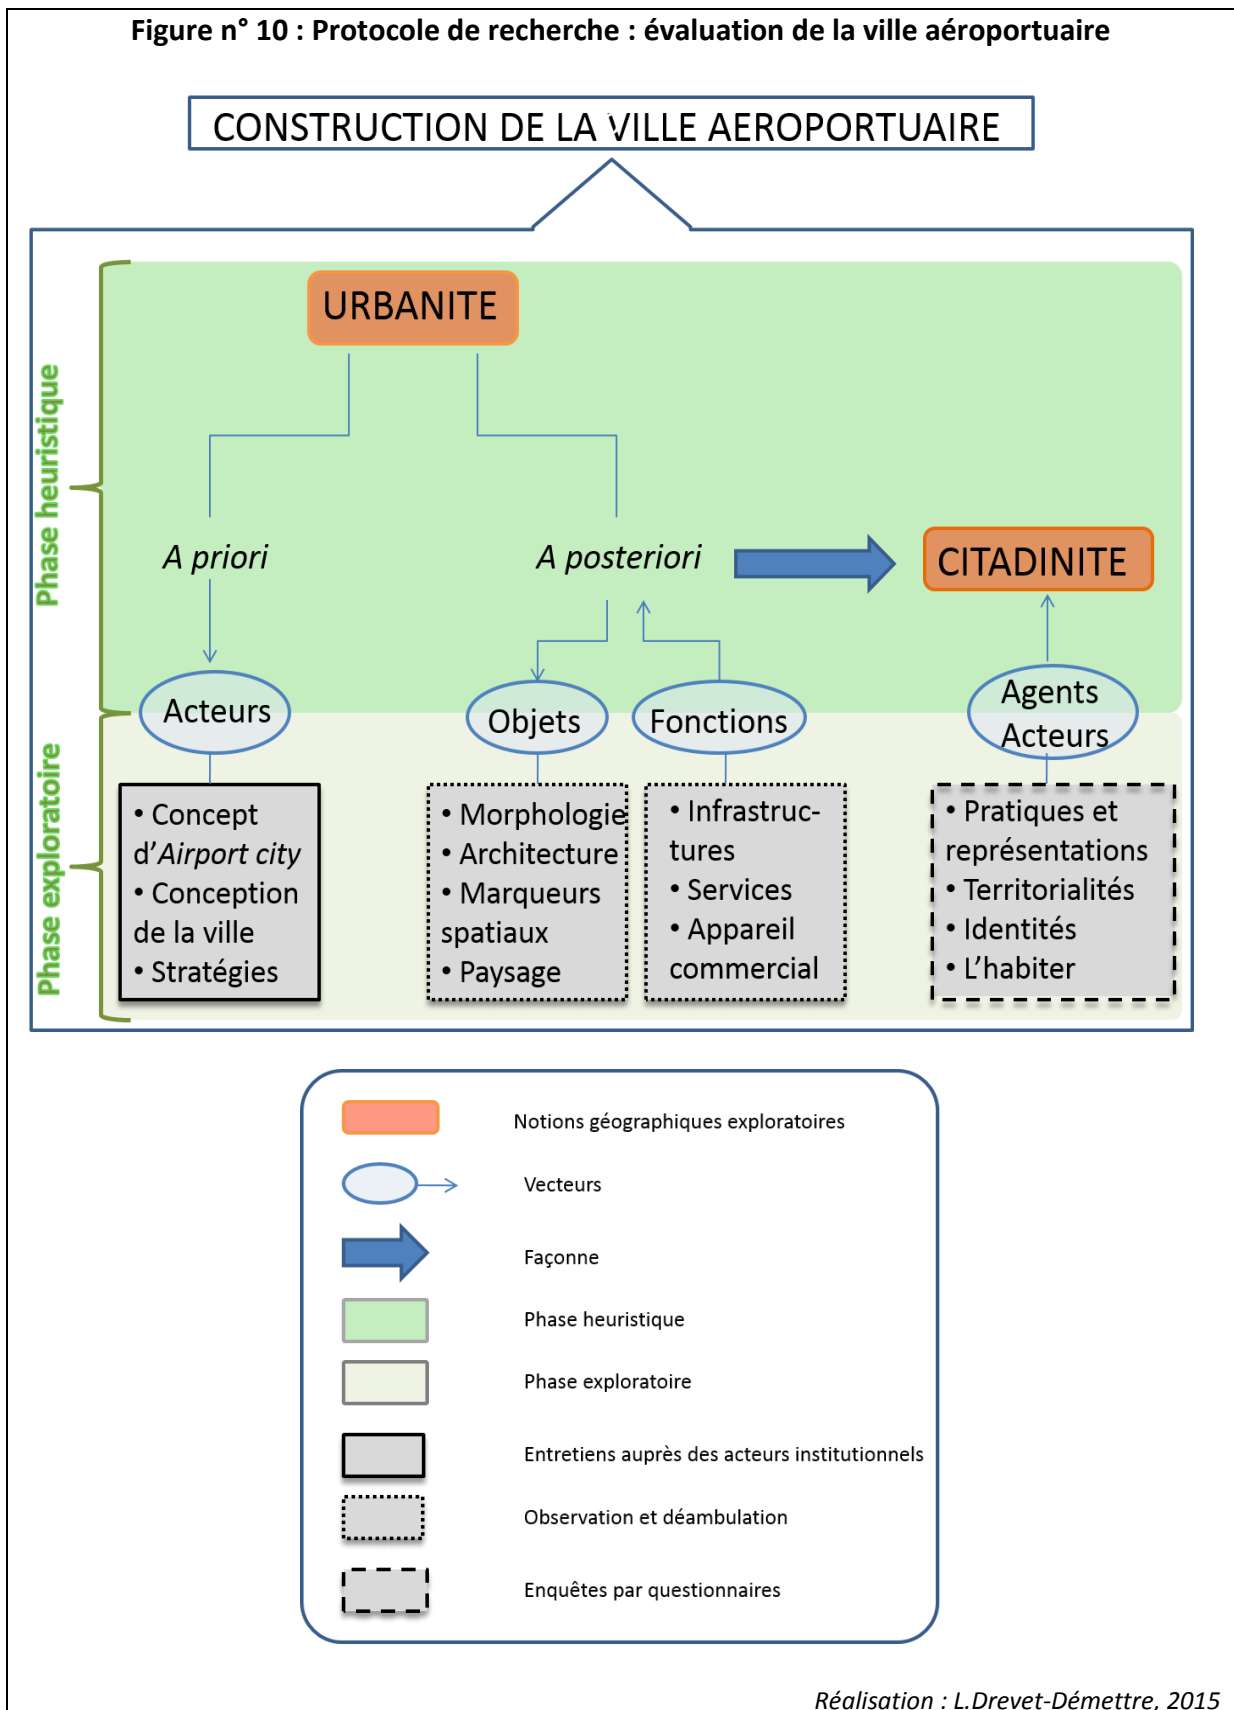 Figure n° 10 : Protocole de recherche : évaluation de la ville aéroportuaire
CONSTRUCTION DE LA VILLE AEROPORTUAIRE
Phase heuristique
URBANITE
A priori
A posteriori
CITADINITE
Phase exploratoire
Acteurs
Objets
Fonctions
Agents
Acteurs
• Concept
d'Airport city
• Conception
de la ville
• Stratégies
• Morphologie
• Architecture
• Marqueurs
spatiaux
• Paysage
• Infrastruc-
tures
• Services
• Appareil
commercial
• Pratiques et
représentations
• Territorialités
• Identités
• L'habiter
Notions géographiques exploratoires
Vecteurs
Façonne
Phase heuristique
Phase exploratoire
Entretiens auprès des acteurs institutionnels
Observation et déambulation
Enquêtes par questionnaires
Réalisation : L.Drevet-Démettre, 2015